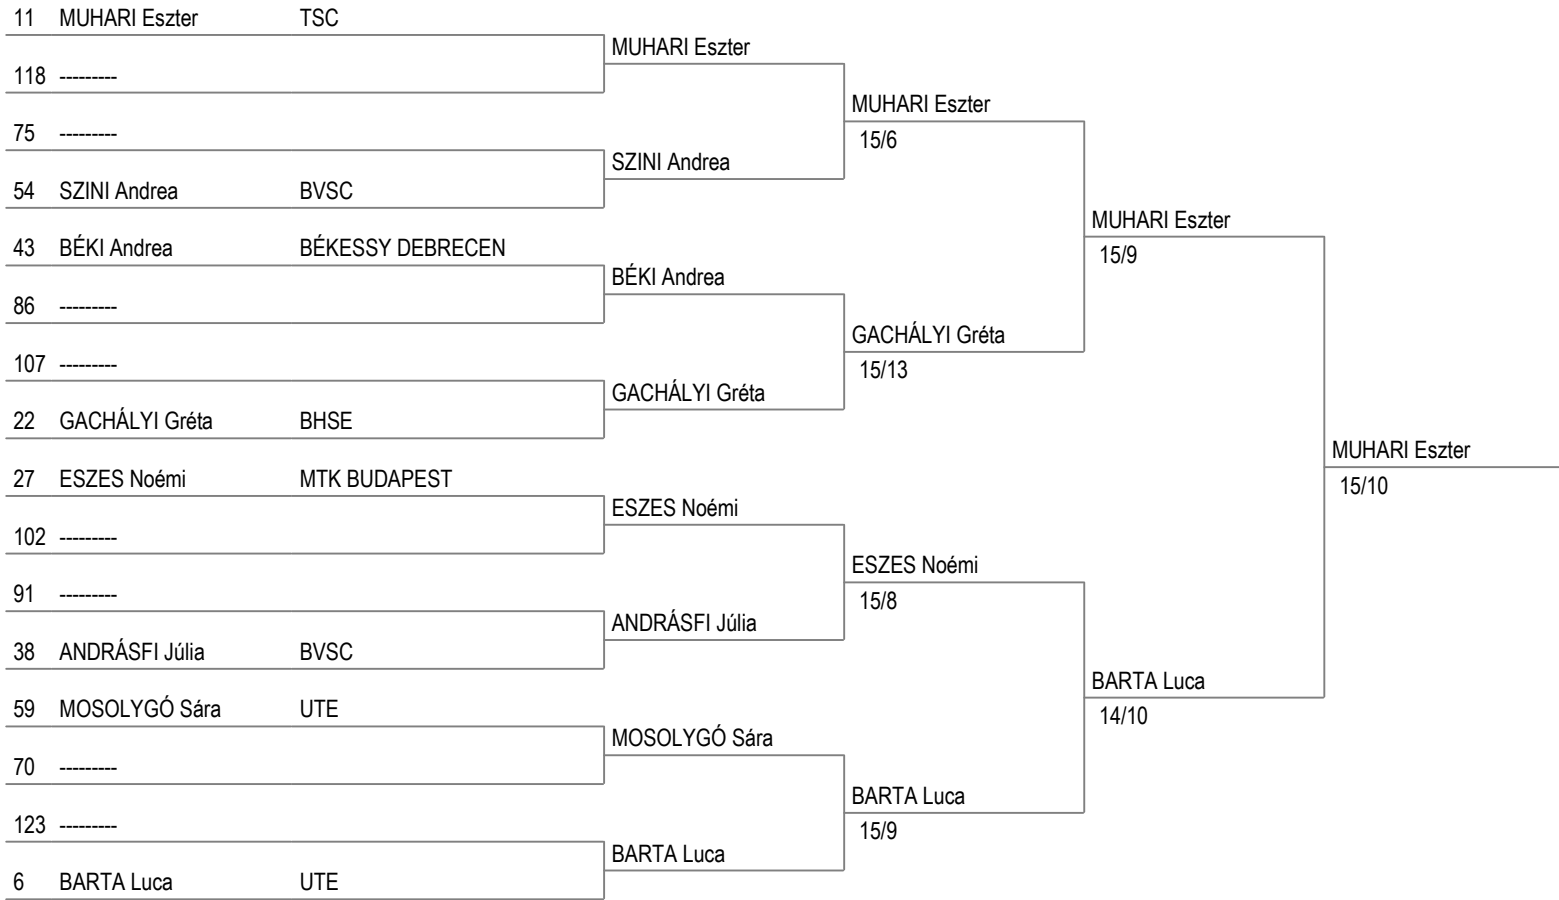 11 MUHARI Eszter TSC
MUHARI Eszter
118 ---------
MUHARI Eszter
75 ---------
15/6
SZINI Andrea
54 SZINI Andrea BVSC
MUHARI Eszter
43 BÉKI Andrea BÉKESSY DEBRECEN
15/9
BÉKI Andrea
86 ---------
GACHÁLYI Gréta
107 ---------
15/13
GACHÁLYI Gréta
22 GACHÁLYI Gréta BHSE
MUHARI Eszter
27 ESZES Noémi MTK BUDAPEST
15/10
ESZES Noémi
102 ---------
ESZES Noémi
91 ---------
15/8
ANDRÁSFI Júlia
38 ANDRÁSFI Júlia BVSC
BARTA Luca
59 MOSOLYGÓ Sára UTE
14/10
MOSOLYGÓ Sára
70 ---------
BARTA Luca
123 ---------
15/9
BARTA Luca
6 BARTA Luca UTE